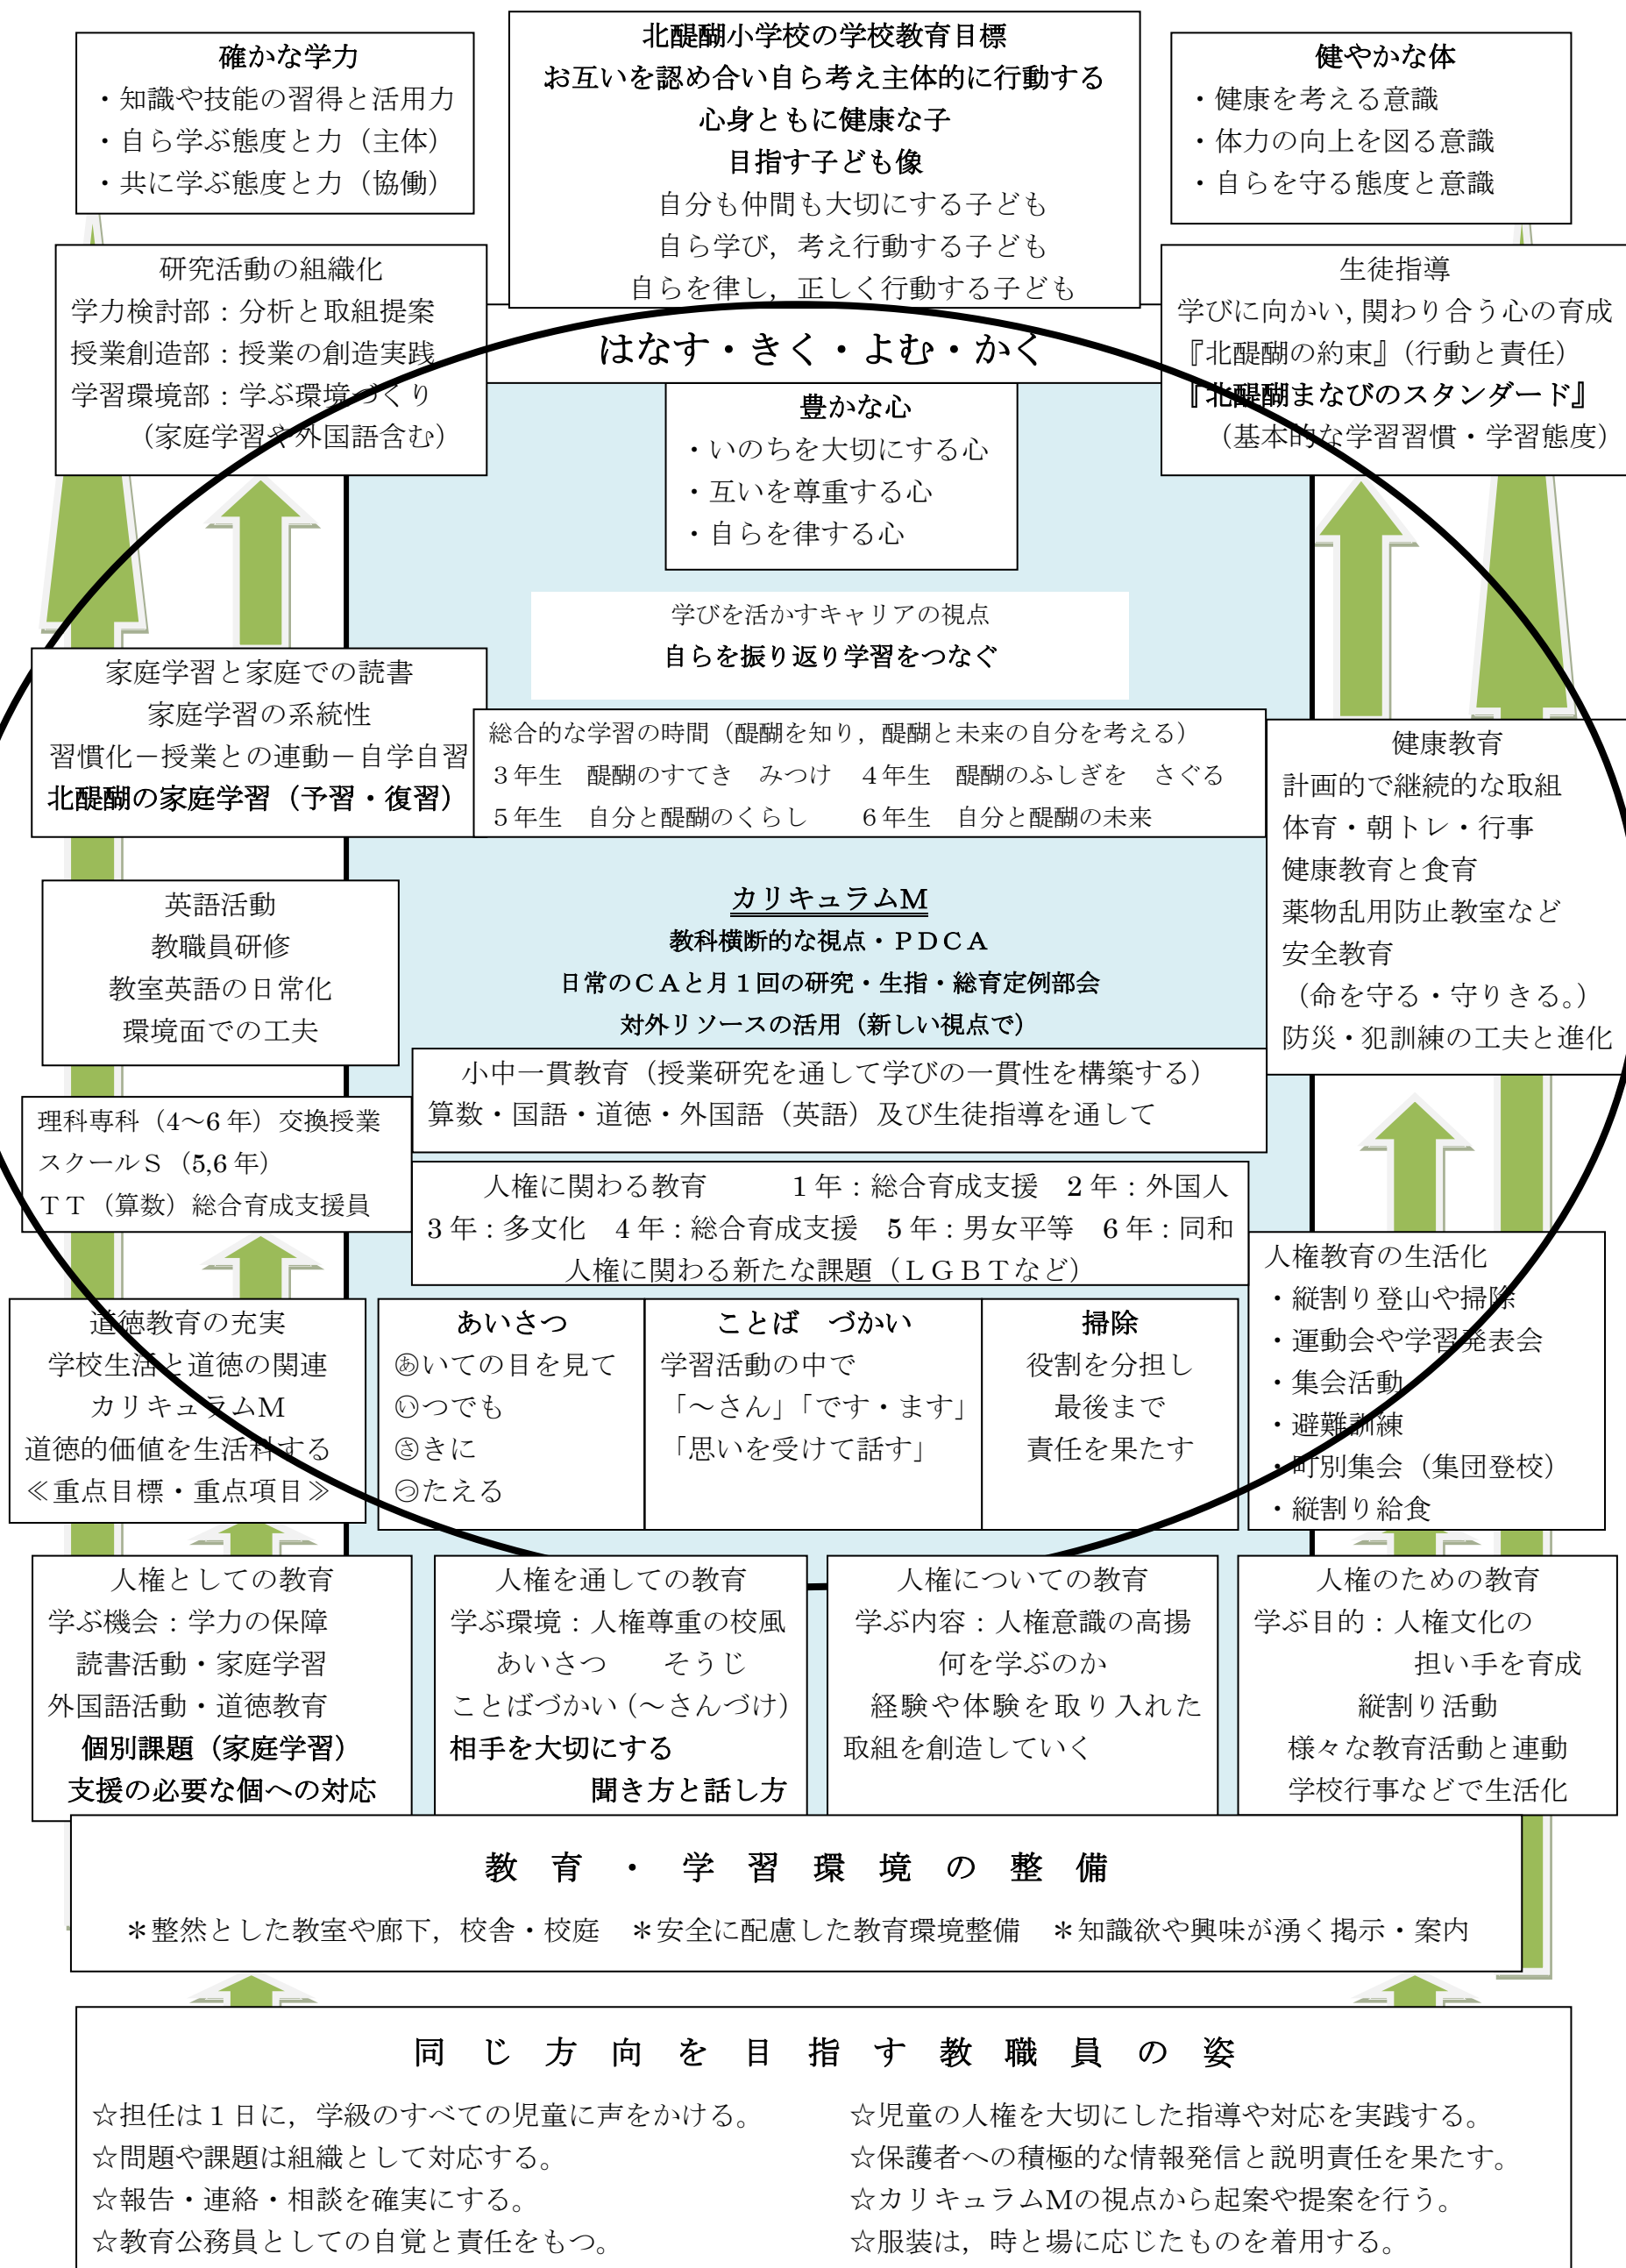 確かな学力
・知識や技能の習得と活用力
・自ら学ぶ態度と力（主体）
・共に学ぶ態度と力（協働）
北醍醐小学校の学校教育目標
お互いを認め合い自ら考え主体的に行動する
心身ともに健康な子
目指す子ども像
自分も仲間も大切にする子ども
自ら学び，考え行動する子ども
自らを律し，正しく行動する子ども
健やかな体
・健康を考える意識
・体力の向上を図る意識
・自らを守る態度と意識
研究活動の組織化
学力検討部：分析と取組提案
授業創造部：授業の創造実践
学習環境部：学ぶ環境づくり
（家庭学習や外国語含む）
はなす・きく・よむ・かく
生徒指導
学びに向かい，関わり合う心の育成
『北醍醐の約束』（行動と責任）
『北醍醐まなびのスタンダード』
（基本的な学習習慣・学習態度）
豊かな心
・いのちを大切にする心
・互いを尊重する心
・自らを律する心
学びを活かすキャリアの視点
自らを振り返り学習をつなぐ
家庭学習と家庭での読書
家庭学習の系統性
習慣化－授業との連動－自学自習
北醍醐の家庭学習（予習・復習）
総合的な学習の時間（醍醐を知り，醍醐と未来の自分を考える）
３年生　醍醐のすてき　みつけ　４年生　醍醐のふしぎを　さぐる
５年生　自分と醍醐のくらし　　６年生　自分と醍醐の未来
健康教育
計画的で継続的な取組
体育・朝トレ・行事
健康教育と食育
薬物乱用防止教室など
安全教育
（命を守る・守りきる。）
防災・犯訓練の工夫と進化
英語活動
教職員研修
教室英語の日常化
環境面での工夫
カリキュラムM
教科横断的な視点・ＰＤＣＡ
日常のＣＡと月１回の研究・生指・総育定例部会
対外リソースの活用（新しい視点で）
小中一貫教育（授業研究を通して学びの一貫性を構築する）
算数・国語・道徳・外国語（英語）及び生徒指導を通して
理科専科（4～6 年）交換授業
スクールＳ（5,6 年）
ＴＴ（算数）総合育成支援員
人権に関わる教育　　　1 年：総合育成支援　2 年：外国人
3 年：多文化　4 年：総合育成支援　5 年：男女平等　6 年：同和
人権に関わる新たな課題（ＬＧＢＴなど）
人権教育の生活化
・縦割り登山や掃除
・運動会や学習発表会
・集会活動
・避難訓練
・町別集会（集団登校）
・縦割り給食
道徳教育の充実
学校生活と道徳の関連
カリキュラムM
道徳的価値を生活科する
≪重点目標・重点項目≫
あいさつ
㋐いての目を見て
㋑つでも
㋚きに
㋡たえる
ことば　づかい
学習活動の中で
「～さん」「です・ます」
「思いを受けて話す」
掃除
役割を分担し
最後まで
責任を果たす
人権としての教育
学ぶ機会：学力の保障
読書活動・家庭学習
外国語活動・道徳教育
個別課題（家庭学習）
支援の必要な個への対応
人権を通しての教育
学ぶ環境：人権尊重の校風
あいさつ　　そうじ
ことばづかい（～さんづけ）
相手を大切にする
聞き方と話し方
人権についての教育
学ぶ内容：人権意識の高揚
何を学ぶのか
経験や体験を取り入れた
取組を創造していく
人権のための教育
学ぶ目的：人権文化の
担い手を育成
縦割り活動
様々な教育活動と連動
学校行事などで生活化
教　育　・　学　習　環　境　の　整　備
＊整然とした教室や廊下，校舎・校庭　＊安全に配慮した教育環境整備　＊知識欲や興味が湧く掲示・案内
同　じ　方　向　を　目　指　す　教　職　員　の　姿
☆担任は１日に，学級のすべての児童に声をかける。
☆問題や課題は組織として対応する。
☆報告・連絡・相談を確実にする。
☆教育公務員としての自覚と責任をもつ。
☆児童の人権を大切にした指導や対応を実践する。
☆保護者への積極的な情報発信と説明責任を果たす。
☆カリキュラムMの視点から起案や提案を行う。
☆服装は，時と場に応じたものを着用する。